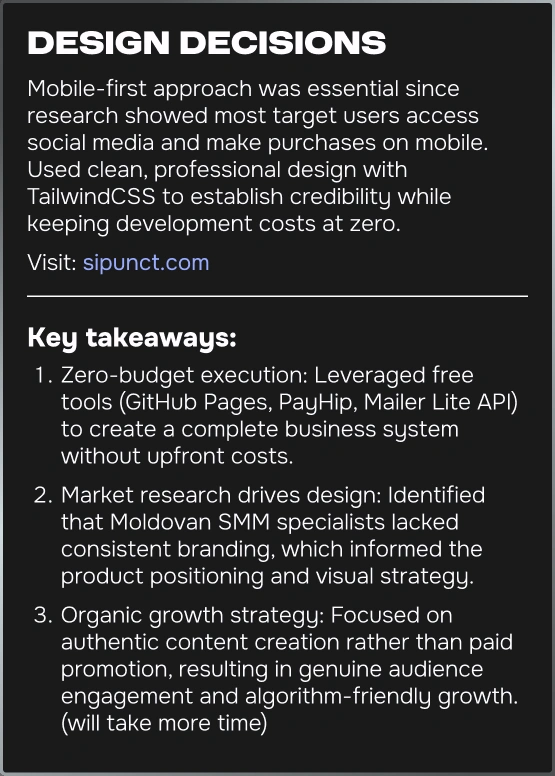 DESIGN DECISIONS
Mobile-first approach was essential since
research showed most target users access
social media and make purchases on mobile.
Used clean, professional design with
TailwindCSS to establish credibility while
keeping development costs at zero.
Visit: sipunct.com
Key takeaways:
1. Zero-budget execution: Leveraged free
tools (GitHub Pages, PayHip, Mailer Lite API)
to create a complete business system
without upfront costs.
2. Market research drives design: Identified
that Moldovan SMM specialists lacked
consistent branding, which informed the
product positioning and visual strategy.
3. Organic growth strategy: Focused on
authentic content creation rather than paid
promotion, resulting in genuine audience
engagement and algorithm-friendly growth.
(will take more time)